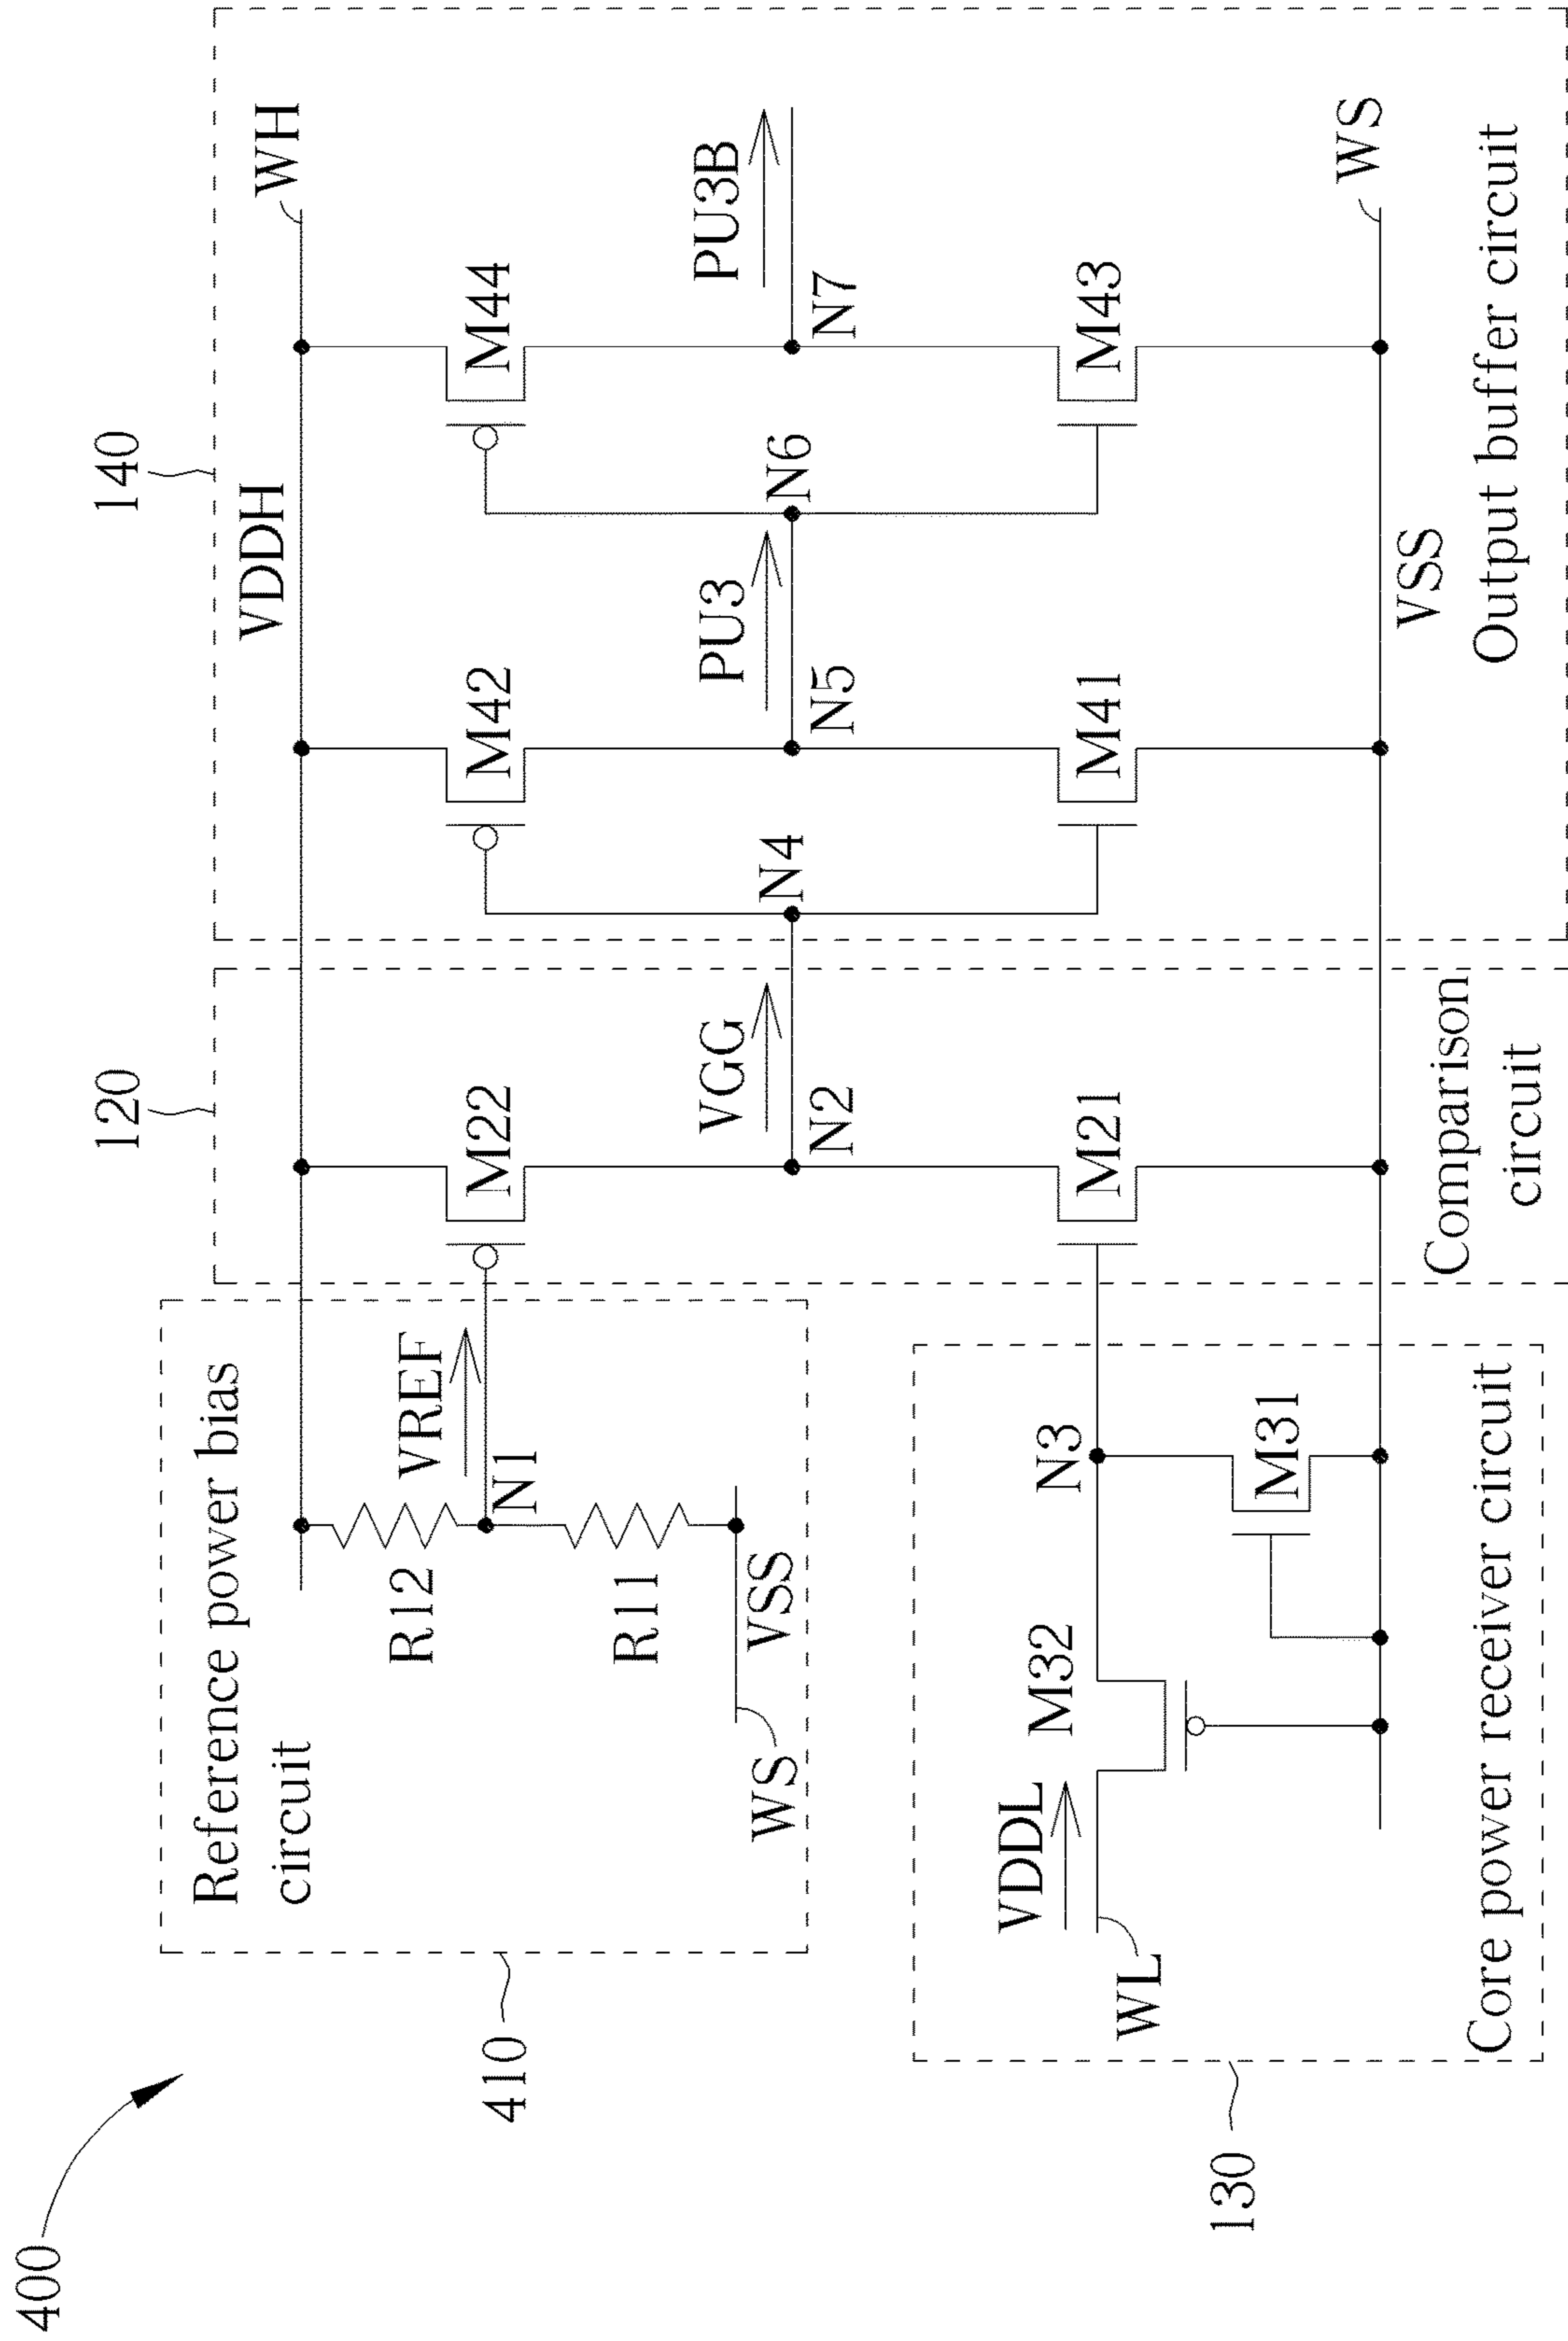 400
410
Reference power bias
circuit
VDDH
WH
R12
VREF
N1
R11
WS
VSS
120
M22
VGG
N2
M21
Comparison
circuit
140
M42
M44
N4
PU3
N5
N6
PU3B
N7
M41
M43
VSS
WS
Output buffer circuit
130
VDDL
WL
M32
N3
M31
Core power receiver circuit